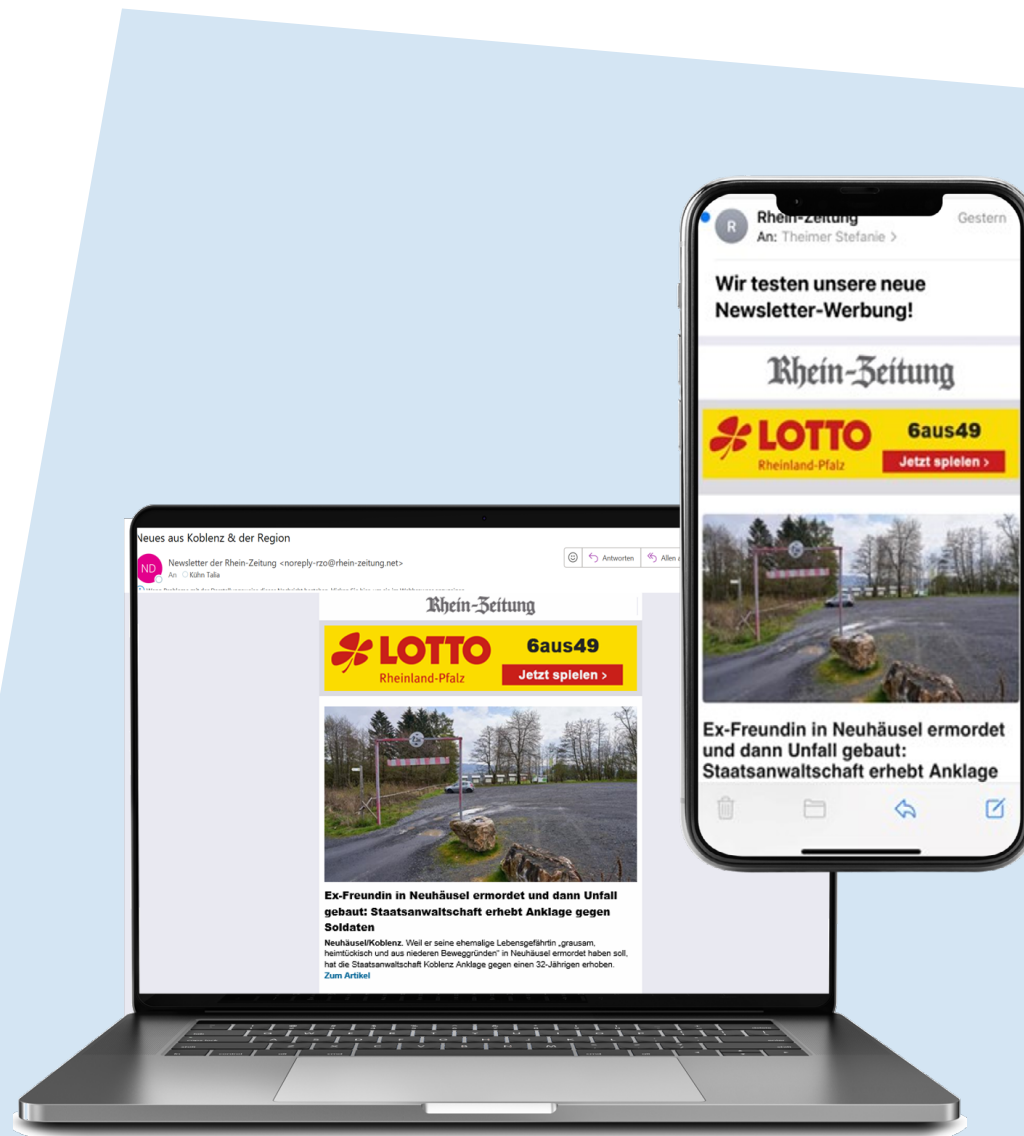 Rhein-Zeitung
Gestern
R
An: Theimer Stefanie >
Wir testen unsere neue
Newsletter-Werbung!
Rhein-Zeitung
LOTTO
Rheinland-Pfalz
6aus49
Jetzt spielen >
Ex-Freundin in Neuhäusel ermordet
und dann Unfall gebaut:
Staatsanwaltschaft erhebt Anklage
Neues aus Koblenz & der Region
ND
Newsletter der Rhein-Zeitung <noreply-rzo@rhein-zeitung.net>
An Kühn Talia
Antworten
Allen
Rhein-Zeitung
LOTTO
Rheinland-Pfalz
6aus49
Jetzt spielen >
Ex-Freundin in Neuhäusel ermordet und dann Unfall
gebaut: Staatsanwaltschaft erhebt Anklage gegen
Soldaten
Neuhäusel/Koblenz. Weil er seine ehemalige Lebensgefährtin „grausam,
heimtückisch und aus niederen Beweggründen" in Neuhäusel ermordet haben soll,
hat die Staatsanwaltschaft Koblenz Anklage gegen einen 32-Jährigen erhoben.
Zum Artikel